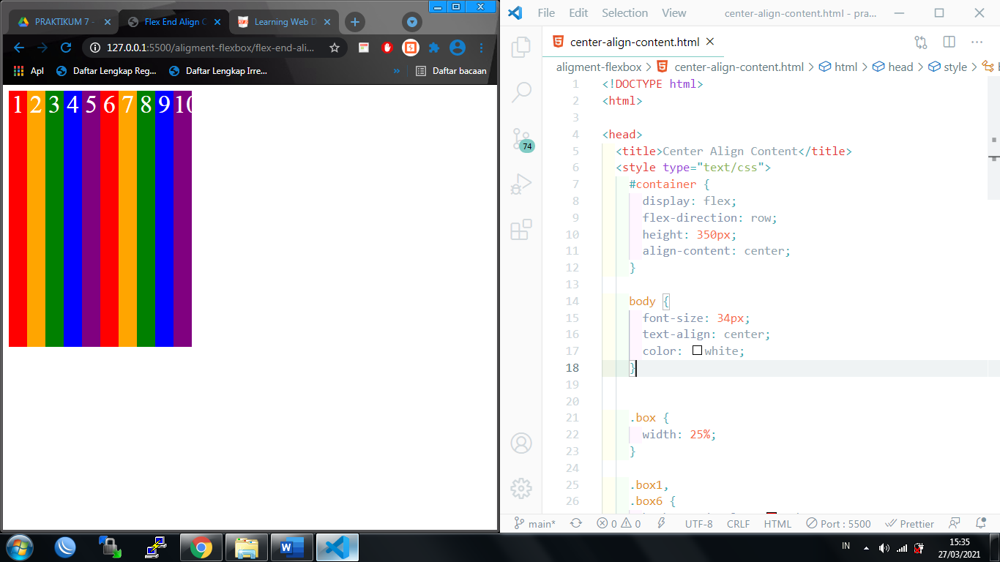 PRAKTIKUM 7 -
Flex End Align C
Learning Web D
127.0.0.1:5500/aligment-flexbox/flex-end-ali...
Apl
Daftar Lengkap Reg...
Daftar Lengkap Irre...
»
Daftar bacaan
1 2 3 4 5 6 7 8 9 10
File Edit Selection View
center-align-content.html - pra...
center-align-content.html
aligment-flexbox > center-align-content.html > html > head > style >
1 <!DOCTYPE html>
2 <html>
3
4 <head>
5 <title>Center Align Content</title>
6 <style type="text/css">
7 #container {
8 display: flex;
9 flex-direction: row;
10 height: 350px;
11 align-content: center;
12 }
13
14 body {
15 font-size: 34px;
16 text-align: center;
17 color: white;
18 }
19
20
21 .box {
22 width: 25%;
23 }
24
25 .box1,
26 .box6 {
74
main*
0 0
UTF-8
CRLF
HTML
Port : 5500
Prettier
IN
15:35
27/03/2021